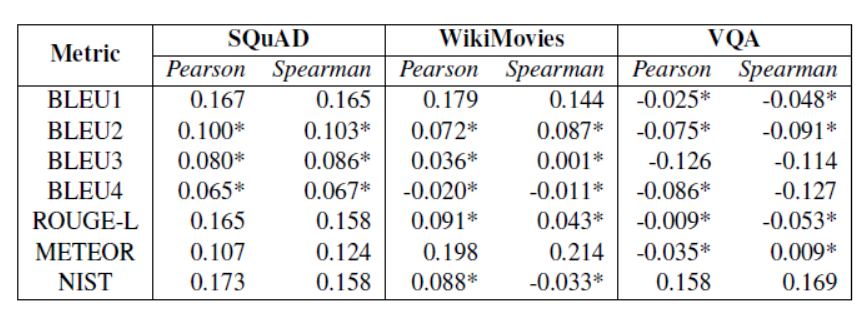 Metric SQuAD WikiMovies VQA
Pearson Spearman Pearson Spearman Pearson Spearman
BLEU1 0.167 0.165 0.179 0.144 -0.025* -0.048*
BLEU2 0.100* 0.103* 0.072* 0.087* -0.075* -0.091*
BLEU3 0.080* 0.086* 0.036* 0.001* -0.126 -0.114
BLEU4 0.065* 0.067* -0.020* -0.011* -0.086* -0.127
ROUGE-L 0.165 0.158 0.091* 0.043* -0.009* -0.053*
METEOR 0.107 0.124 0.198 0.214 -0.035* 0.009*
NIST 0.173 0.158 0.088* -0.033* 0.158 0.169